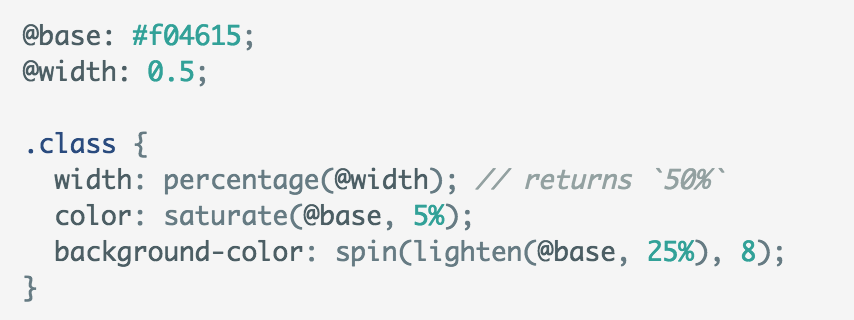 @base: #f04615;
@width: 0.5;

.class {
  width: percentage(@width); // returns `50%`
  color: saturate(@base, 5%);
  background-color: spin(lighten(@base, 25%), 8);
}